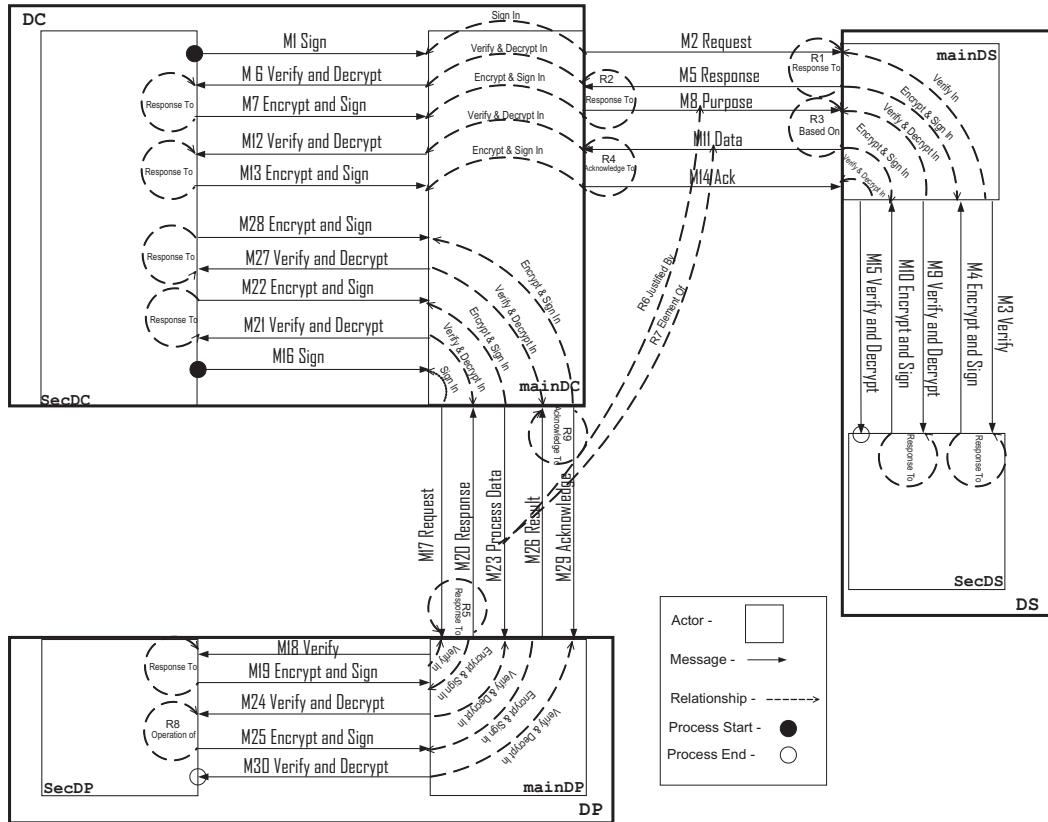 DC
M1 Sign
M 6 Verify and Decrypt
Response To
M7 Encrypt and Sign
M12 Verify and Decrypt
Response To
M13 Encrypt and Sign
M28 Encrypt and Sign
Response To
M27 Verify and Decrypt
M22 Encrypt and Sign
Response To
M21 Verify and Decrypt
M16 Sign
SecDC
Sign In
Verify & Decrypt In
Encrypt & Sign In
Verify & Decrypt In
Encrypt & Sign In
Encrypt & Sign In
Verify & Decrypt In
Encrypt & Sign In
Verify & Decrypt In
Sign In
mainDC
M2 Request
R1
Response To
M5 Response
R2
Response To
M8 Purpose
R3
Based On
M11 Data
R4
Acknowledge To
M14 Ack
R6 Justified By
R7 Element Of
mainDS
Verify In
Encrypt & Sign In
Verify & Decrypt In
Encrypt & Sign In
Verify & Decrypt In
M15 Verify and Decrypt
M10 Encrypt and Sign
M9 Verify and Decrypt
M4 Encrypt and Sign
M3 Verify
Response To
Response To
SecDS
DS
R9
Acknowledge To
M17 Request
M20 Response
M23 Process Data
M26 Result
M29 Acknowledge
R5
Response To
M18 Verify
Response To
M19 Encrypt and Sign
M24 Verify and Decrypt
R8
Operation of
M25 Encrypt and Sign
M30 Verify and Decrypt
SecDP
Verify In
Encrypt & Sign In
Verify & Decrypt In
Encrypt & Sign In
Verify & Decrypt In
mainDP
DP
Actor -
Message -
Relationship -
Process Start -
Process End -